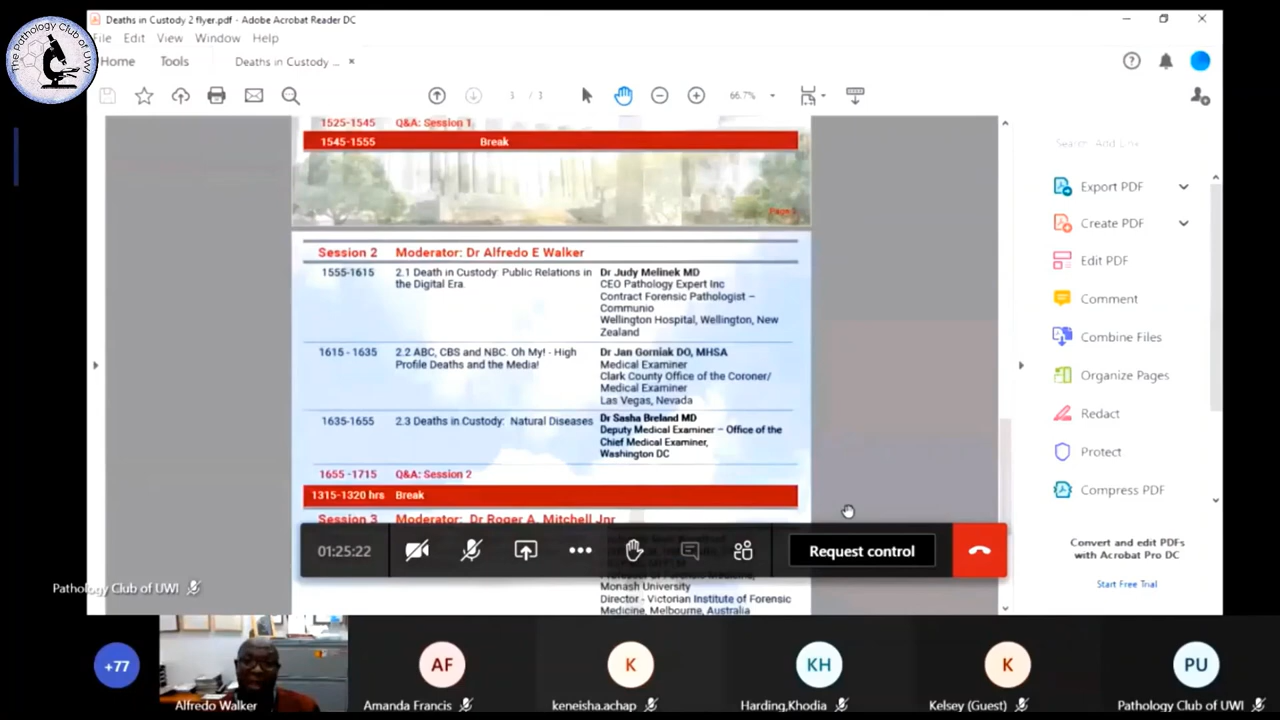 The Pathology Club of UWI
Deaths in Custody 2 flyer.pdf - Adobe Acrobat Reader DC
File Edit View Window Help
Home Tools Deaths in Custody ... ×
3 / 3 66.7%
1525-1545 Q&A: Session 1
1545-1555 Break
Session 2 Moderator: Dr Alfredo E Walker
1555-1615 2.1 Death in Custody: Public Relations in the Digital Era.
Dr Judy Melinek MD
CEO Pathology Expert Inc
Contract Forensic Pathologist –
Communio
Wellington Hospital, Wellington, New
Zealand
1615 - 1635 2.2 ABC, CBS and NBC. Oh My! - High
Profile Deaths and the Media!
Dr Jan Gorniak DO, MHSA
Medical Examiner
Clark County Office of the Coroner/
Medical Examiner
Las Vegas, Nevada
1635-1655 2.3 Deaths in Custody: Natural Diseases
Dr Sasha Breland MD
Deputy Medical Examiner – Office of the
Chief Medical Examiner,
Washington DC
1655 -1715 Q&A: Session 2
1315-1320 hrs Break
Session 3 Moderator: Dr Roger A. Mitchell Jnr
Monash University
Director - Victorian Institute of Forensic
Medicine, Melbourne, Australia
Export PDF
Create PDF
Edit PDF
Comment
Combine Files
Organize Pages
Redact
Protect
Compress PDF
Convert and edit PDFs
with Acrobat Pro DC
Start Free Trial
01:25:22 Request control
Pathology Club of UWI
+77
Alfredo Walker
AF
Amanda Francis
K
keneisha.achap
KH
Harding,Khodia
K
Kelsey (Guest)
PU
Pathology Club of UWI